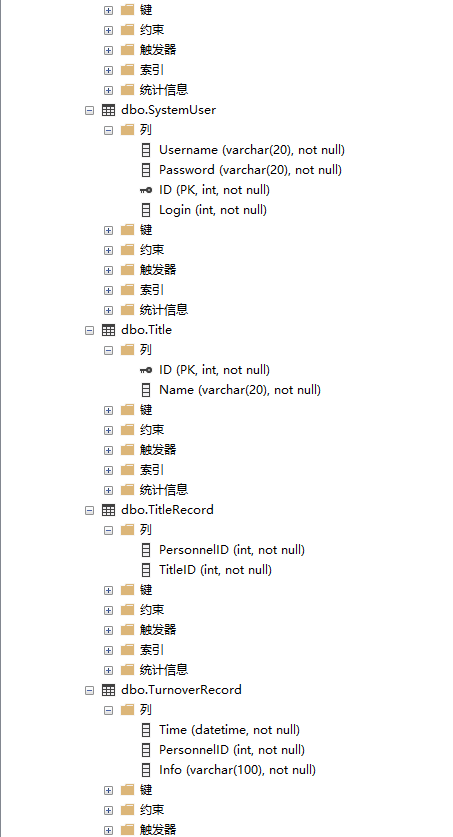 键
约束
触发器
索引
统计信息
dbo.SystemUser
列
Username (varchar(20), not null)
Password (varchar(20), not null)
ID (PK, int, not null)
Login (int, not null)
键
约束
触发器
索引
统计信息
dbo.Title
列
ID (PK, int, not null)
Name (varchar(20), not null)
键
约束
触发器
索引
统计信息
dbo.TitleRecord
列
PersonnelID (int, not null)
TitleID (int, not null)
键
约束
触发器
索引
统计信息
dbo.TurnoverRecord
列
Time (datetime, not null)
PersonnelID (int, not null)
Info (varchar(100), not null)
键
约束
触发器